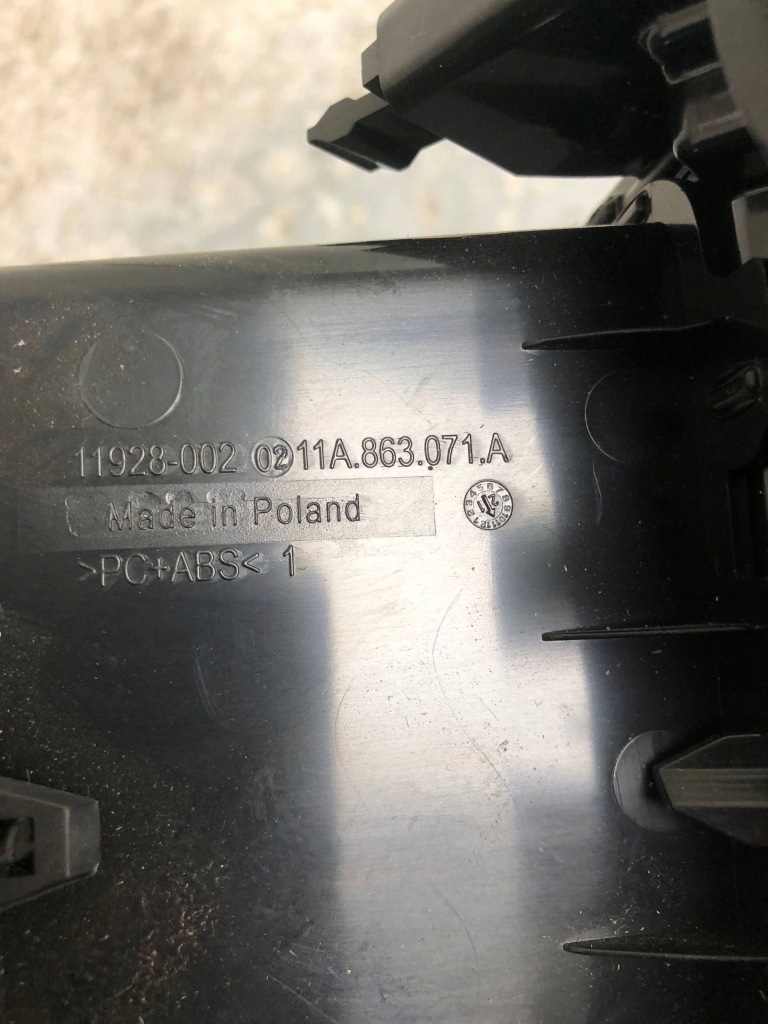 11928-002 02 11A.863.071.A
Made in Poland
>PC+ABS< 1